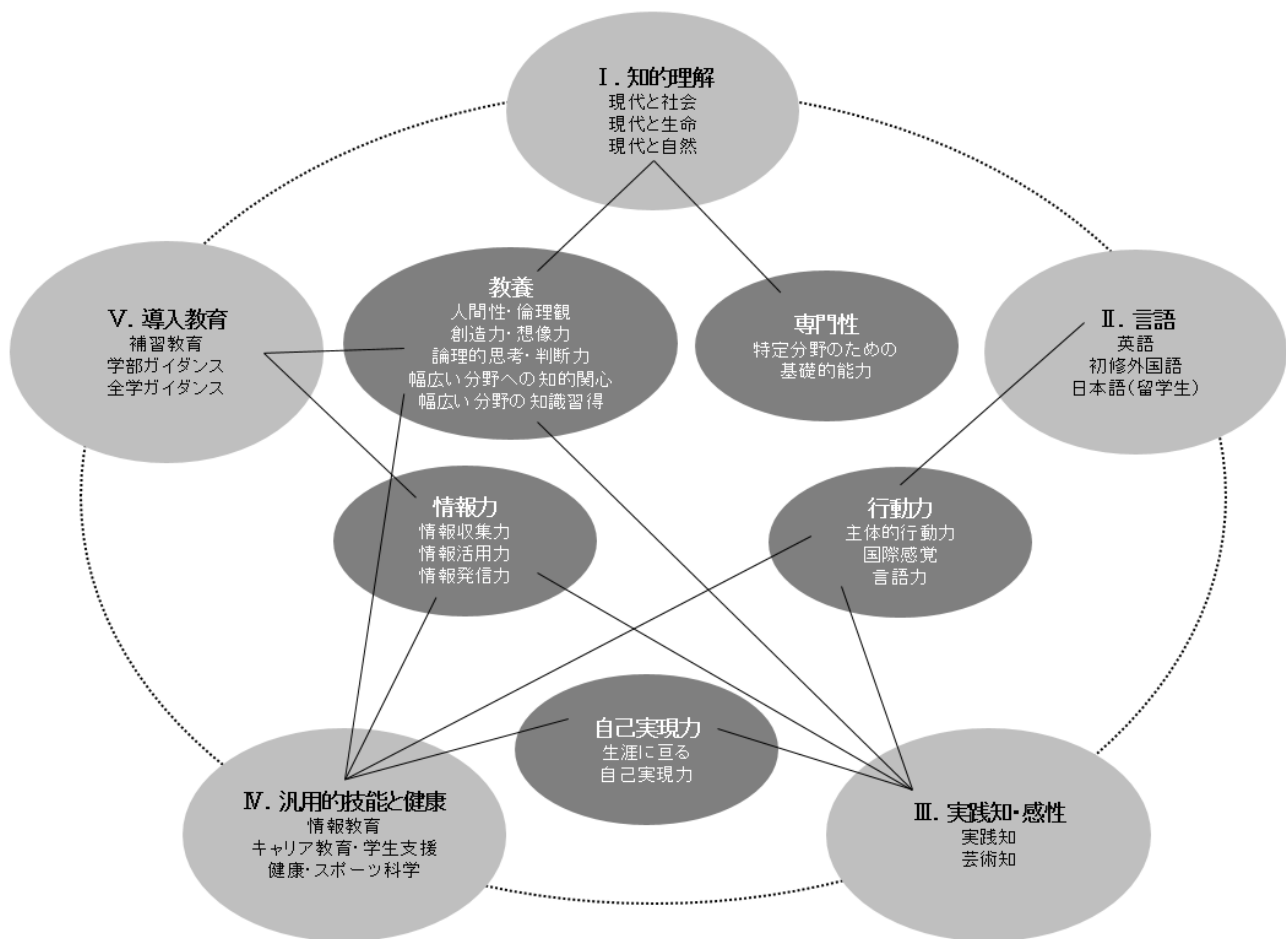 Ⅰ. 知的理解
現代と社会
現代と生命
現代と自然
教養
人間性・倫理観
創造力・想像力
論理的思考・判断力
幅広い分野への知的関心
幅広い分野の知識習得
専門性
特定分野のための
基礎的能力
Ⅴ. 導入教育
補習教育
学部ガイダンス
全学ガイダンス
Ⅱ. 言語
英語
初修外国語
日本語(留学生)
情報力
情報収集力
情報活用力
情報発信力
行動力
主体的行動力
国際感覚
言語力
自己実現力
生涯に亘る
自己実現力
Ⅳ. 汎用的技能と健康
情報教育
キャリア教育・学生支援
健康・スポーツ科学
Ⅲ. 実践知・感性
実践知
芸術知